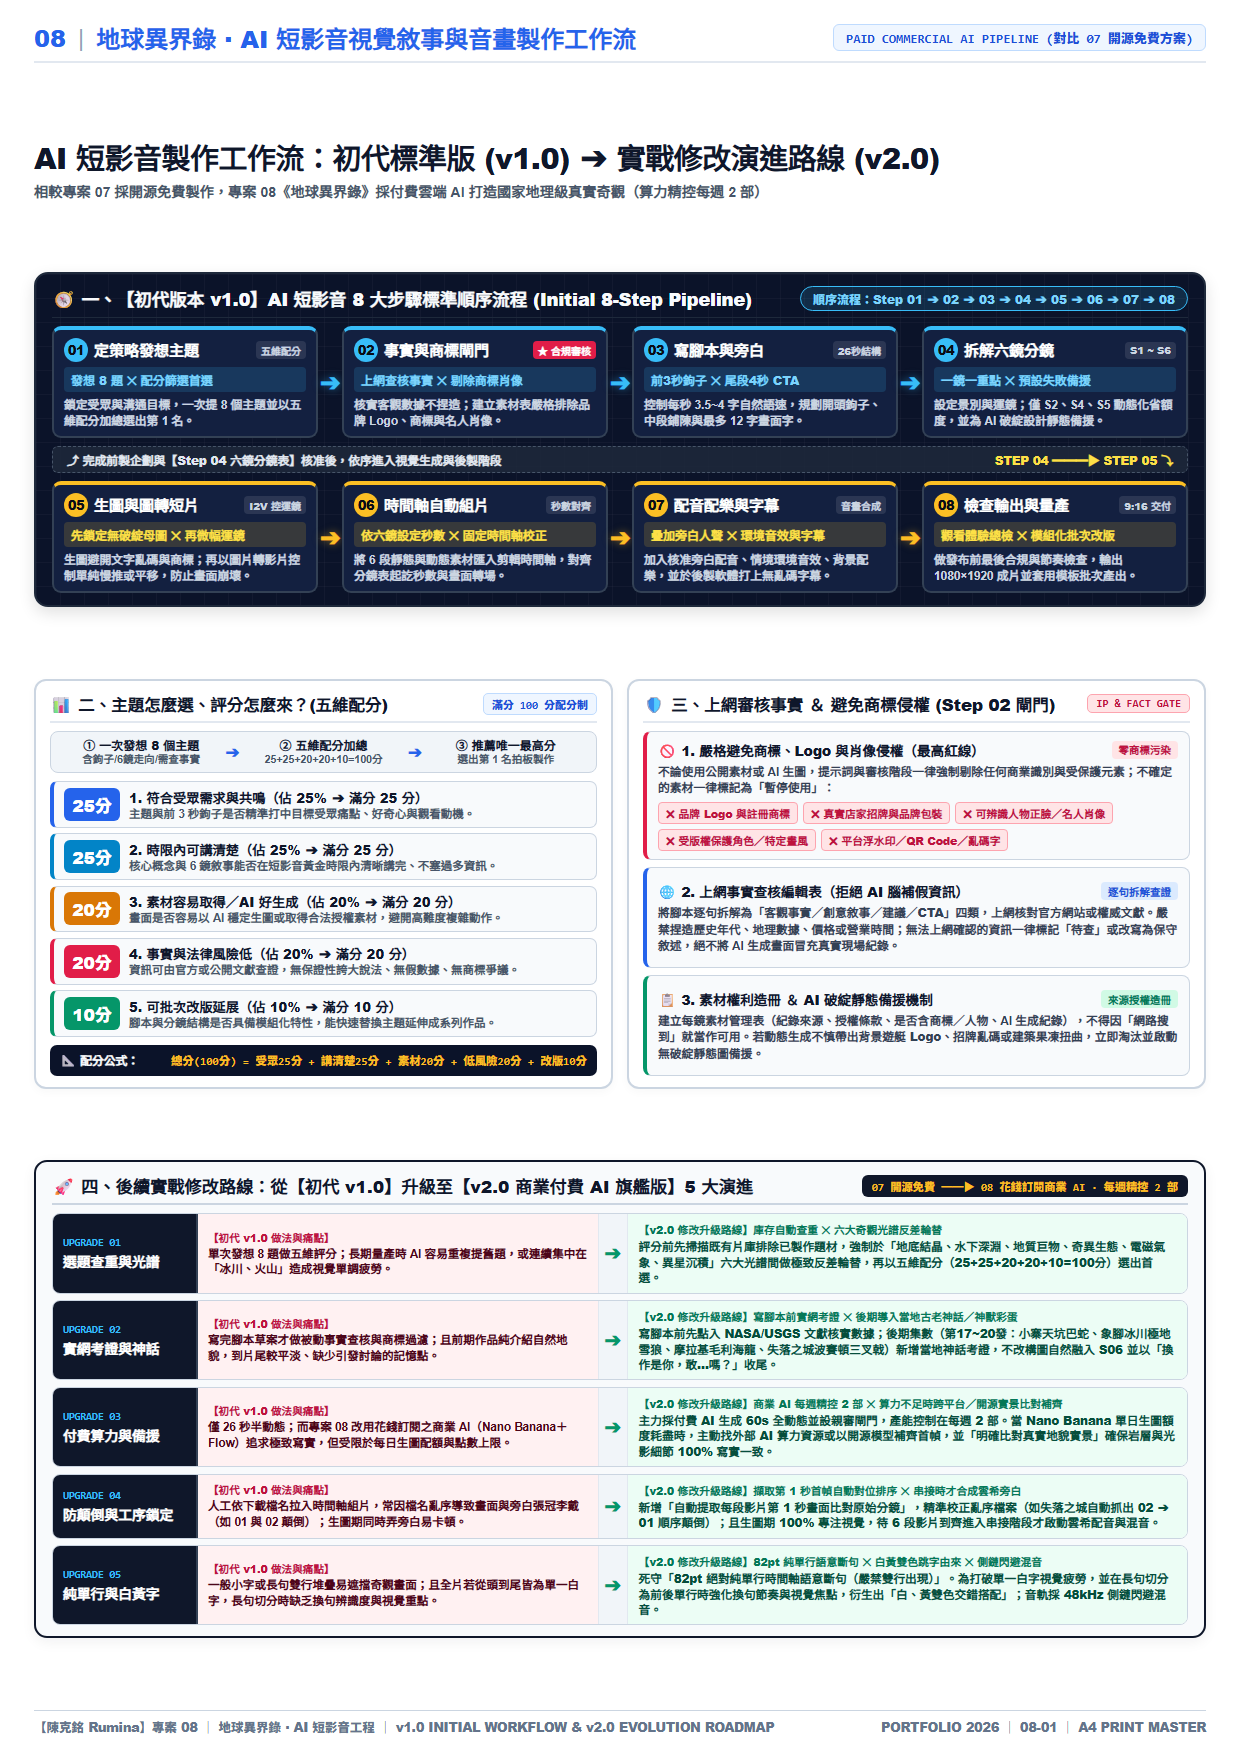 08 | 地球異界錄・AI 短影音視覺敘事與音畫製作工作流
PAID COMMERCIAL AI PIPELINE (對比 07 開源免費方案)
AI 短影音製作工作流：初代標準版 (v1.0) ➔ 實戰修改演進路線 (v2.0)
相較專案 07 採開源免費製作，專案 08《地球異界錄》採付費雲端 AI 打造國家地理級真實奇觀（算力精控每週 2 部）
🧭 一、【初代版本 v1.0】AI 短影音 8 大步驟標準順序流程 (Initial 8-Step Pipeline)
順序流程：Step 01 ➔ 02 ➔ 03 ➔ 04 ➔ 05 ➔ 06 ➔ 07 ➔ 08
01 定策略發想主題 五維配分
發想 8 題 ✕ 配分篩選首選
鎖定受眾與溝通目標，一次提 8 個主題並以五
維配分加總選出第 1 名。
➔
02 事實與商標閘門 ★ 合規審核
上網查核事實 ✕ 剔除商標肖像
核實客觀數據不捏造；建立素材表嚴格排除品
牌 Logo、商標與名人肖像。
➔
03 寫腳本與旁白 26秒結構
前3秒鉤子 ✕ 尾段4秒 CTA
控制每秒 3.5~4 字自然語速，規劃開頭鉤子、
中段鋪陳與最多 12 字畫面字。
➔
04 拆解六鏡分鏡 S1 ~ S6
一鏡一重點 ✕ 預設失敗備援
設定景別與運鏡；僅 S2、S4、S5 動態化省額
度，並為 AI 破綻設計靜態備援。
⤴ 完成前製企劃與【Step 04 六鏡分鏡表】核准後，依序進入視覺生成與後製階段
STEP 04 ━━━▶ STEP 05 ⤵
05 生圖與圖轉短片 I2V 控運鏡
先鎖定無破綻母圖 ✕ 再微幅運鏡
生圖避開文字亂碼與商標；再以圖片轉影片控
制單純慢推或平移，防止畫面崩壞。
➔
06 時間軸自動組片 秒數對齊
依六鏡設定秒數 ✕ 固定時間軸校正
將 6 段靜態與動態素材匯入剪輯時間軸，對齊
分鏡表起訖秒數與畫面轉場。
➔
07 配音配樂與字幕 音畫合成
疊加旁白人聲 ✕ 環境音效與字幕
加入核准旁白配音、情境環境音效、背景配
樂，並於後製軟體打上無亂碼字幕。
➔
08 檢查輸出與量產 9:16 交付
觀看體驗總檢 ✕ 模組化批次改版
做發布前最後合規與節奏檢查，輸出
1080×1920 成片並套用模板批次產出。
📊 二、主題怎麼選、評分怎麼來？(五維配分)
滿分 100 分配分制
① 一次發想 8 個主題
含鉤子/6鏡走向/需查事實
➔
② 五維配分加總
25+25+20+20+10=100分
➔
③ 推薦唯一最高分
選出第 1 名拍板製作
25分
1. 符合受眾需求與共鳴（佔 25% ➔ 滿分 25 分）
主題與前 3 秒鉤子是否精準打中目標受眾痛點、好奇心與觀看動機。
25分
2. 時限內可講清楚（佔 25% ➔ 滿分 25 分）
核心概念與 6 鏡敘事能否在短影音黃金時限內清晰講完、不塞過多資訊。
20分
3. 素材容易取得／AI 好生成（佔 20% ➔ 滿分 20 分）
畫面是否容易以 AI 穩定生圖或取得合法授權素材，避開高難度複雜動作。
20分
4. 事實與法律風險低（佔 20% ➔ 滿分 20 分）
資訊可由官方或公開文獻查證，無保證性誇大說法、無假數據、無商標爭議。
10分
5. 可批次改版延展（佔 10% ➔ 滿分 10 分）
腳本與分鏡結構是否具備模組化特性，能快速替換主題延伸成系列作品。
📐 配分公式： 總分(100分) = 受眾25分 + 講清楚25分 + 素材20分 + 低風險20分 + 改版10分
🛡️ 三、上網審核事實 ＆ 避免商標侵權 (Step 02 閘門)
IP & FACT GATE
🚫 1. 嚴格避免商標、Logo 與肖像侵權（最高紅線）
零商標污染
不論使用公開素材或 AI 生圖，提示詞與審核階段一律強制剔除任何商業識別與受保護元素；不確定
的素材一律標記為「暫停使用」：
✕ 品牌 Logo 與註冊商標 ✕ 真實店家招牌與品牌包裝 ✕ 可辨識人物正臉／名人肖像
✕ 受版權保護角色／特定畫風 ✕ 平台浮水印／QR Code／亂碼字
🌐 2. 上網事實查核編輯表（拒絕 AI 腦補假資訊）
逐句拆解查證
將腳本逐句拆解為「客觀事實／創意敘事／建議／CTA」四類，上網核對官方網站或權威文獻。嚴
禁捏造歷史年代、地理數據、價格或營業時間；無法上網確認的資訊一律標記「待查」或改寫為保守
敘述，絕不將 AI 生成畫面冒充真實現場紀錄。
📋 3. 素材權利造冊 ＆ AI 破綻靜態備援機制
來源授權造冊
建立每鏡素材管理表（紀錄來源、授權條款、是否含商標／人物、AI 生成紀錄），不得因「網路搜
到」就當作可用。若動態生成不慎帶出背景遊艇 Logo、招牌亂碼或建築果凍扭曲，立即淘汰並啟動
無破綻靜態圖備援。
🚀 四、後續實戰修改路線：從【初代 v1.0】升級至【v2.0 商業付費 AI 旗艦版】5 大演進
07 開源免費 ──▶ 08 花錢訂閱商業 AI · 每週精控 2 部
UPGRADE 01
選題查重與光譜
【初代 v1.0 做法與痛點】
單次發想 8 題做五維評分；長期量產時 AI 容易重複提舊題，或連續集中在
「冰川、火山」造成視覺單調疲勞。
➔
【v2.0 修改升級路線】庫存自動查重 ✕ 六大奇觀光譜反差輪替
評分前先掃描既有片庫排除已製作題材，強制於「地底結晶、水下深淵、地質巨物、奇異生態、電磁氣
象、異星沉積」六大光譜間做極致反差輪替，再以五維配分（25+25+20+20+10=100分）選出首
選。
UPGRADE 02
實網考證與神話
【初代 v1.0 做法與痛點】
寫完腳本草案才做被動事實查核與商標過濾；且前期作品純介紹自然地
貌，到片尾較平淡、缺少引發討論的記憶點。
➔
【v2.0 修改升級路線】寫腳本前實網考證 ✕ 後期導入當地古老神話／神獸彩蛋
寫腳本前先點入 NASA/USGS 文獻核實數據；後期集數（第17~20發：小寨天坑巴蛇、象腳冰川極地
雪狼、摩拉基毛利海龍、失落之城波賽頓三叉戟）新增當地神話考證，不改構圖自然融入 S06 並以「換
作是你，敢…嗎？」收尾。
UPGRADE 03
付費算力與備援
【初代 v1.0 做法與痛點】
僅 26 秒半動態；而專案 08 改用花錢訂閱之商業 AI（Nano Banana＋
Flow）追求極致寫實，但受限於每日生圖配額與點數上限。
➔
【v2.0 修改升級路線】商業 AI 每週精控 2 部 ✕ 算力不足時跨平台／開源實景比對補齊
主力採付費 AI 生成 60s 全動態並設親審閘門，產能控制在每週 2 部。當 Nano Banana 單日生圖額
度耗盡時，主動找外部 AI 算力資源或以開源模型補齊首幀，並「明確比對真實地貌實景」確保岩層與光
影細節 100% 寫實一致。
UPGRADE 04
防顛倒與工序鎖定
【初代 v1.0 做法與痛點】
人工依下載檔名拉入時間軸組片，常因檔名亂序導致畫面與旁白張冠李戴
（如 01 與 02 顛倒）；生圖期同時弄旁白易卡頓。
➔
【v2.0 修改升級路線】擷取第 1 秒首幀自動對位排序 ✕ 串接時才合成雲希旁白
新增「自動提取每段影片第 1 秒畫面比對原始分鏡」，精準校正亂序檔案（如失落之城自動抓出 02 ➔
01 順序顛倒）；且生圖期 100% 專注視覺，待 6 段影片到齊進入串接階段才啟動雲希配音與混音。
UPGRADE 05
純單行與白黃字
【初代 v1.0 做法與痛點】
一般小字或長句雙行堆疊易遮擋奇觀畫面；且全片若從頭到尾皆為單一白
字，長句切分時缺乏換句辨識度與視覺重點。
➔
【v2.0 修改升級路線】82pt 純單行語意斷句 ✕ 白黃雙色跳字由來 ✕ 側鏈閃避混音
死守「82pt 絕對純單行時間軸語意斷句（嚴禁雙行出現）」。為打破單一白字視覺疲勞，並在長句切分
為前後單行時強化換句節奏與視覺焦點，衍生出「白、黃雙色交錯搭配」；音軌採 48kHz 側鏈閃避混
音。
【陳克銘 Rumina】專案 08 | 地球異界錄・AI 短影音工程 | v1.0 INITIAL WORKFLOW & v2.0 EVOLUTION ROADMAP
PORTFOLIO 2026 | 08-01 | A4 PRINT MASTER